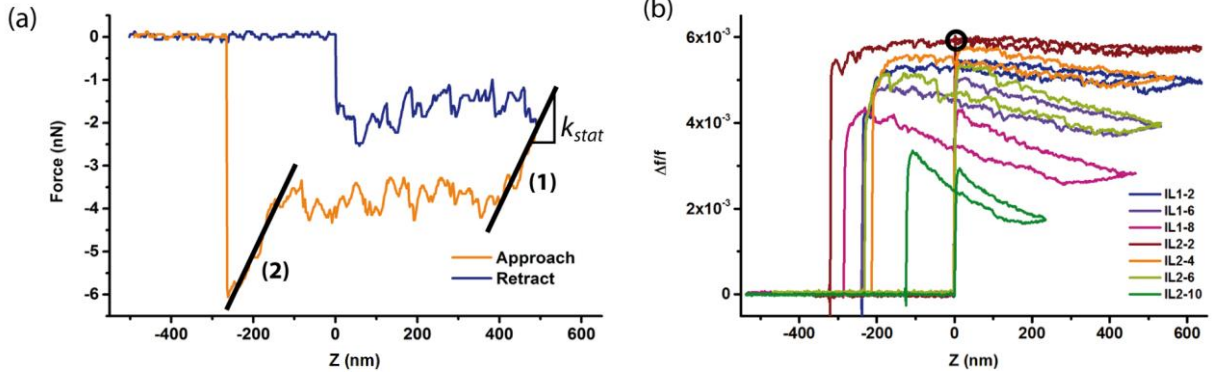 (a)
0
-1
-2
-3
-4
-5
-6
Force (nN)
-400
-200
0
200
400
600
Z (nm)
k_stat
(1)
(2)
Approach
Retract
(b)
6x10⁻³
4x10⁻³
2x10⁻³
0
Δf/f
-400
-200
0
200
400
600
Z (nm)
IL1-2
IL1-6
IL1-8
IL2-2
IL2-4
IL2-6
IL2-10